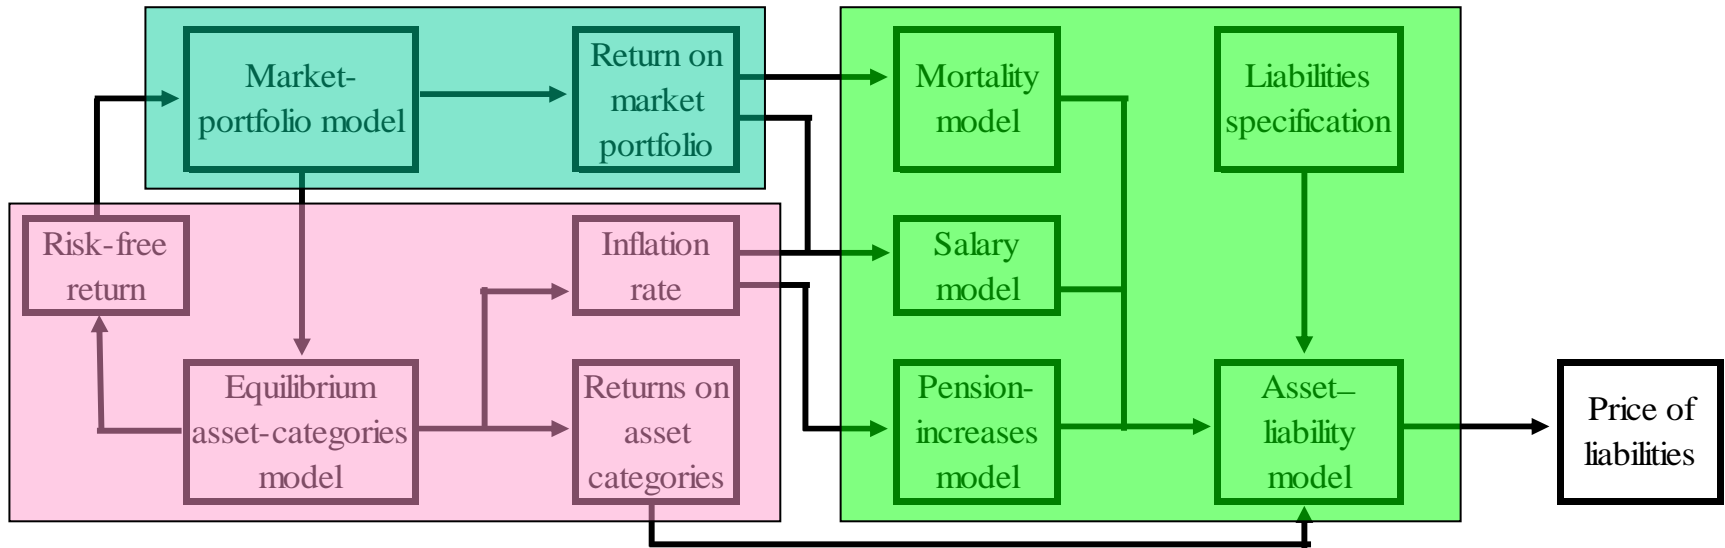 Market-
portfolio model
Return on
market
portfolio
Mortality
model
Liabilities
specification
Risk-free
return
Inflation
rate
Salary
model
Equilibrium
asset-categories
model
Returns on
asset
categories
Pension-
increases
model
Asset–
liability
model
Price of
liabilities